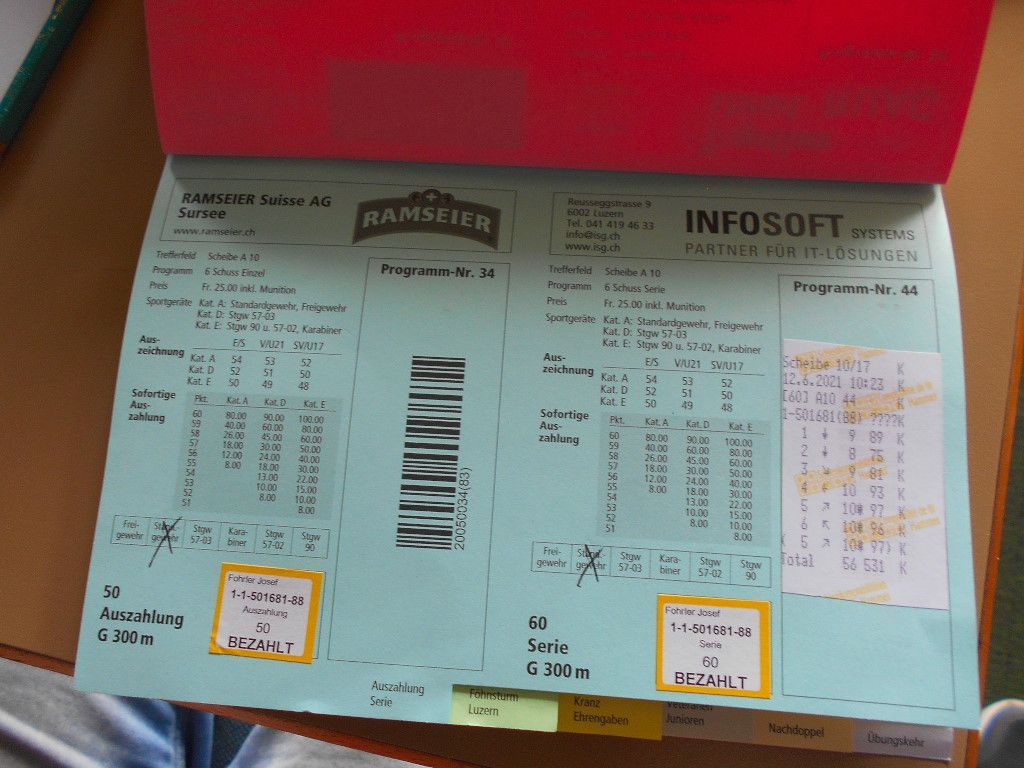 RAMSEIER Suisse AG
Sursee
www.ramseier.ch
RAMSEIER
Trefferfeld Scheibe A 10
Programm 6 Schuss Einzel
Preis Fr. 25.00 inkl. Munition
Sportgeräte Kat. A: Standardgewehr, Freigewehr
Kat. D: Stgw 57-03
Kat. E: Stgw 90 u. 57-02, Karabiner
Aus-
zeichnung
E/S V/U21 SV/U17
Kat. A 54 53 52
Kat. D 52 51 50
Kat. E 50 49 48
Sofortige
Aus-
zahlung
Pkt. Kat. A Kat. D Kat. E
60 80.00 90.00 100.00
59 40.00 60.00 80.00
58 26.00 45.00 60.00
57 18.00 30.00 50.00
56 12.00 24.00 40.00
55 8.00 18.00 30.00
54 13.00 22.00
53 10.00 15.00
52 8.00 10.00
51 8.00
Frei-
gewehr
Stand-
gewehr
Stgw
57-03
Kara-
biner
Stgw
57-02
Stgw
90
50
Auszahlung
G 300 m
Fohrler Josef
1-1-501681-88
Auszahlung
50
BEZAHLT
Programm-Nr. 34
20050034(83)
Reusseggstrasse 9
6002 Luzern
Tel. 041 419 46 33
info@isg.ch
www.isg.ch
INFOSOFT SYSTEMS
PARTNER FÜR IT-LÖSUNGEN
Trefferfeld Scheibe A 10
Programm 6 Schuss Serie
Preis Fr. 25.00 inkl. Munition
Sportgeräte Kat. A: Standardgewehr, Freigewehr
Kat. D: Stgw 57-03
Kat. E: Stgw 90 u. 57-02, Karabiner
Aus-
zeichnung
E/S V/U21 SV/U17
Kat. A 54 53 52
Kat. D 52 51 50
Kat. E 50 49 48
Sofortige
Aus-
zahlung
Pkt. Kat. A Kat. D Kat. E
60 80.00 90.00 100.00
59 40.00 60.00 80.00
58 26.00 45.00 60.00
57 18.00 30.00 50.00
56 12.00 24.00 40.00
55 8.00 18.00 30.00
54 13.00 22.00
53 10.00 15.00
52 8.00 10.00
51 8.00
Frei-
gewehr
Stand-
gewehr
Stgw
57-03
Kara-
biner
Stgw
57-02
Stgw
90
60
Serie
G 300 m
Fohrler Josef
1-1-501681-88
Serie
60
BEZAHLT
Programm-Nr. 44
Scheibe 10/17 K
12.6.2021 10:23 K
[60] A10 44 K
1-501681(88) ????K
1 ↓ 9 89 K
2 ↓ 8 75 K
3 ↘ 9 81 K
4 ↙ 10 93 K
5 ↗ 10# 97 K
6 ↖ 10# 96 K
( 5 ↗ 10# 97) K
Total 56 531 K
Auszahlung
Serie
Föhnsturm
Luzern
Kranz
Ehrengaben
Veteranen
Junioren
Nachdoppel
Übungskehr